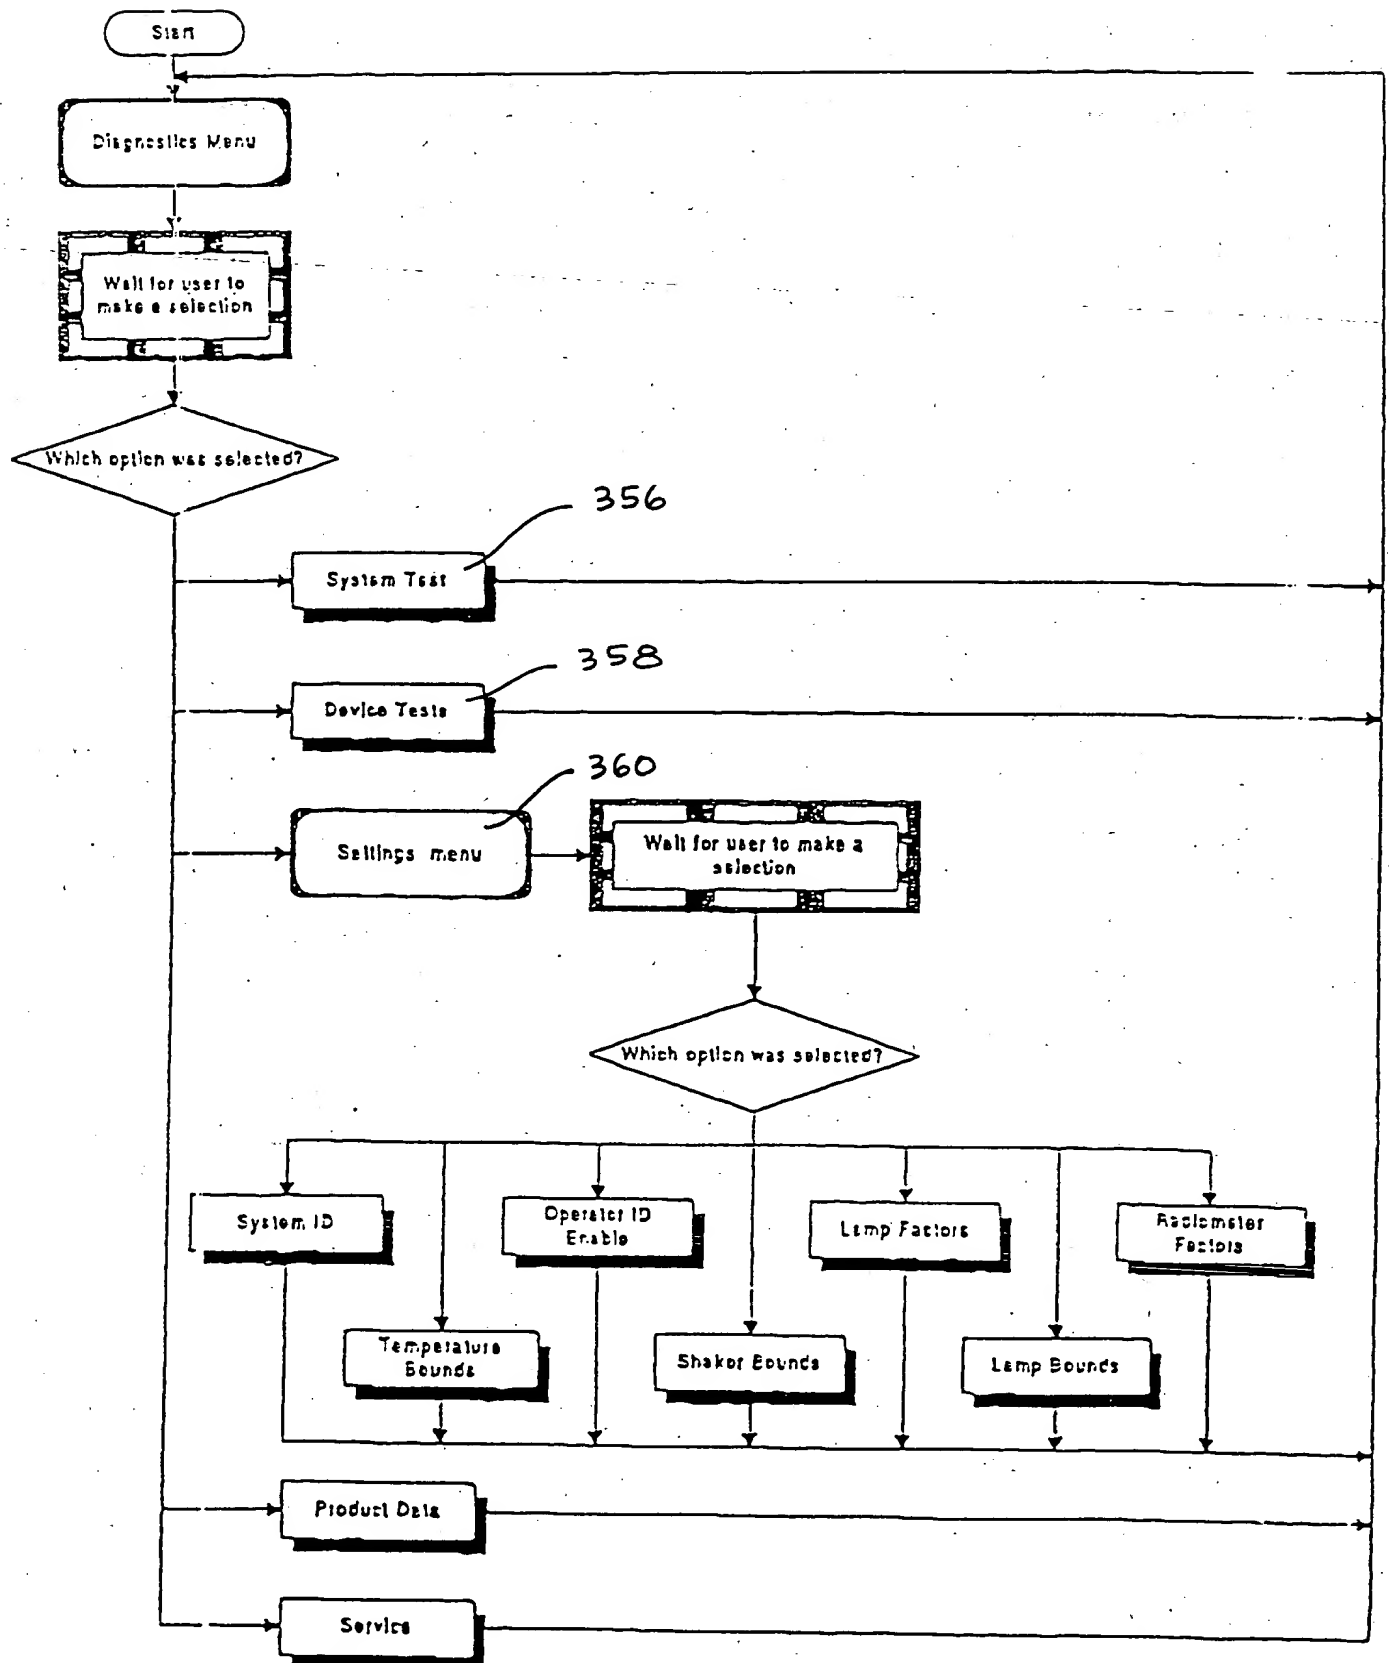 Start
Diagnostics Menu
Wait for user to
make a selection
Which option was selected?
356
System Test
358
Device Tests
360
Settings menu
Wait for user to make a
selection
Which option was selected?
System ID
Operator ID
Enable
Lamp Factors
Radiometer
Factors
Temperature
Bounds
Shaker Bounds
Lamp Bounds
Product Data
Service